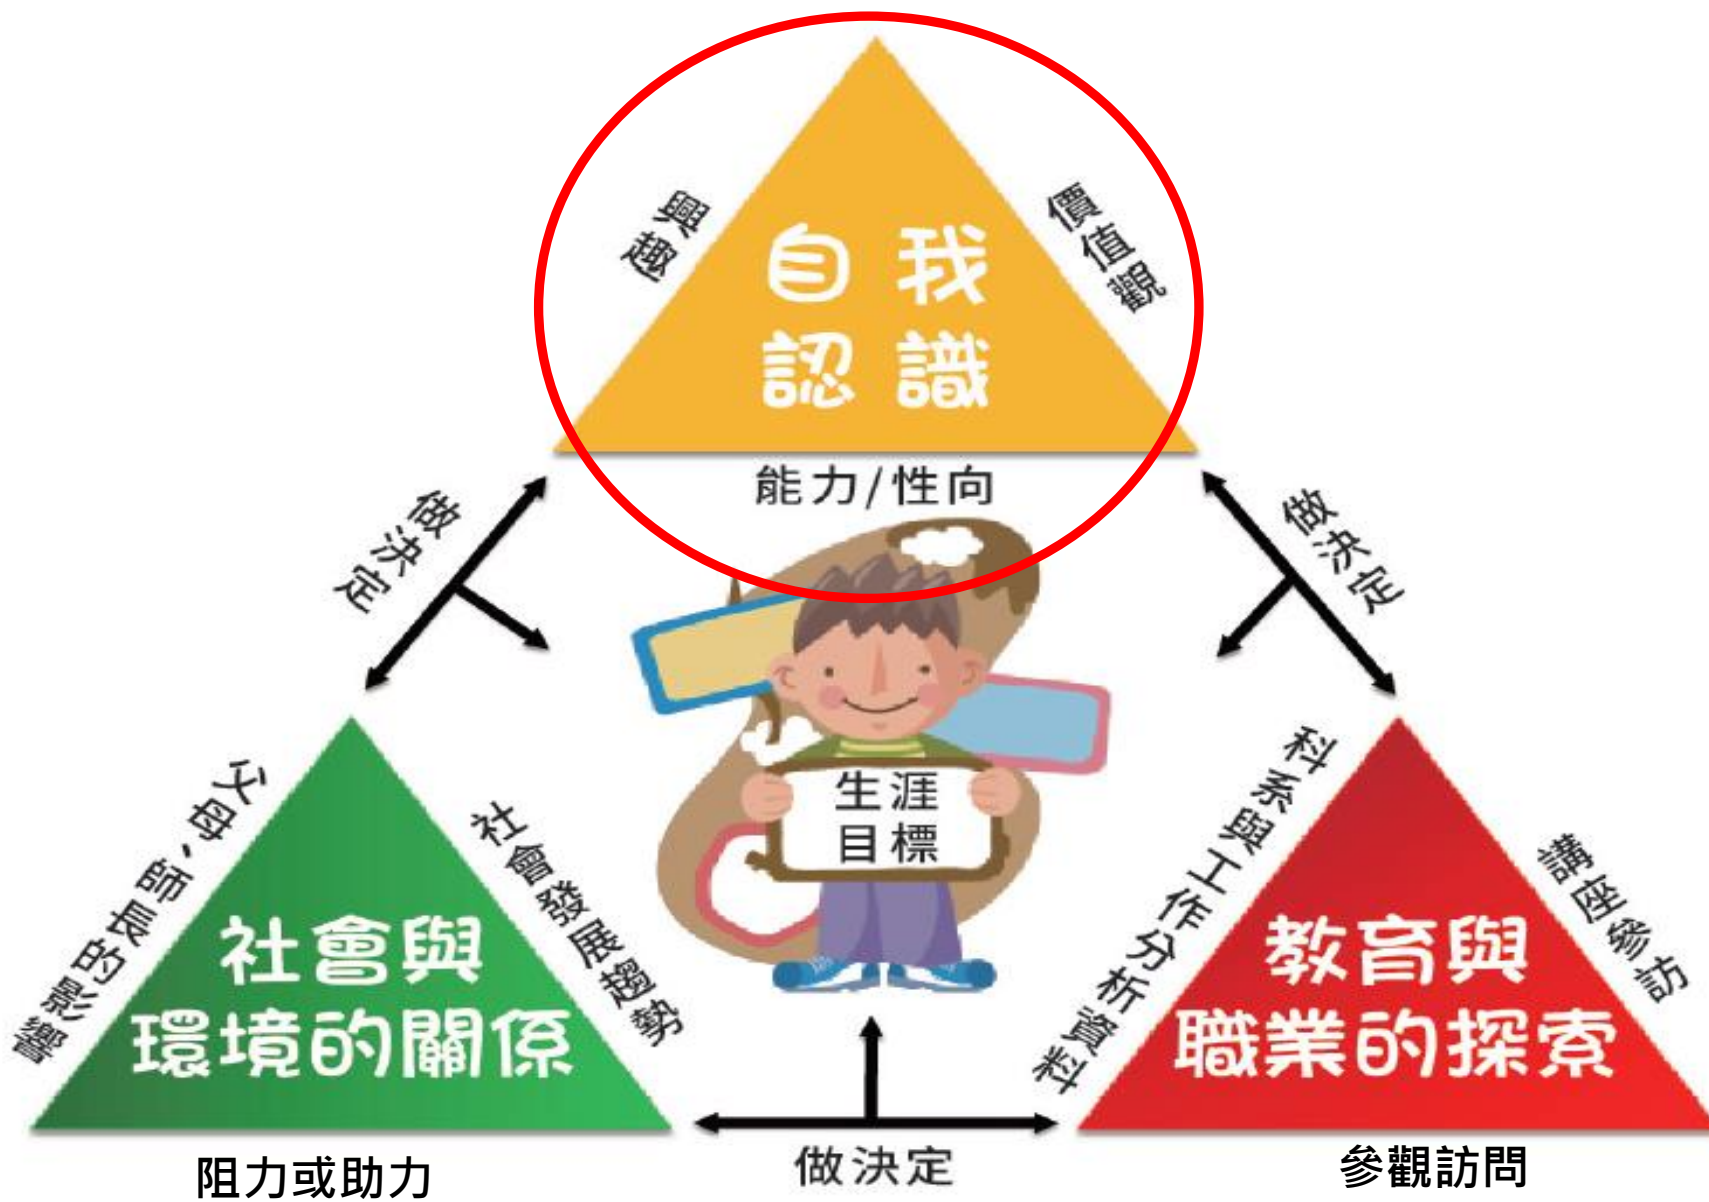 興趣
價值觀
自我
認識
能力/性向
做決定
做決定
生涯
目標
父母、師長的影響
社會發展趨勢
社會與
環境的關係
阻力或助力
科系與工作分析資料
講座參訪
教育與
職業的探索
參觀訪問
做決定